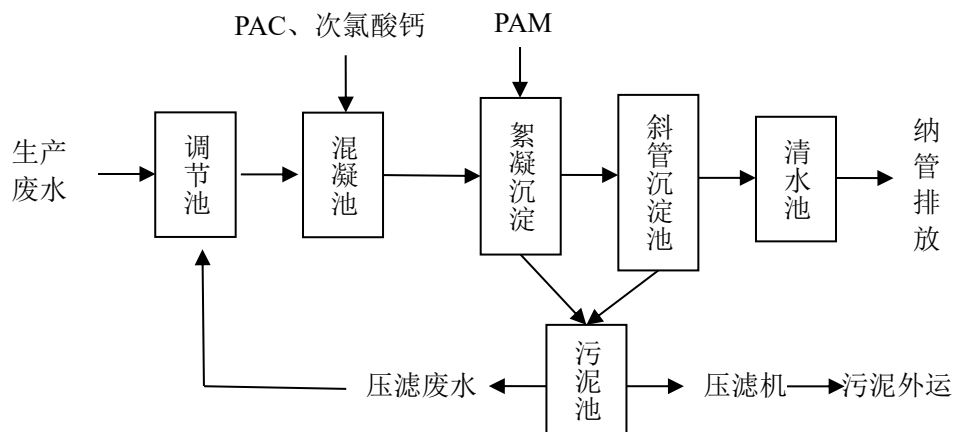 PAC、次氯酸钙
PAM
生产
废水
调节池
混凝池
絮凝沉淀
斜管沉淀池
清水池
纳管排放
污泥池
压滤废水
压滤机
污泥外运